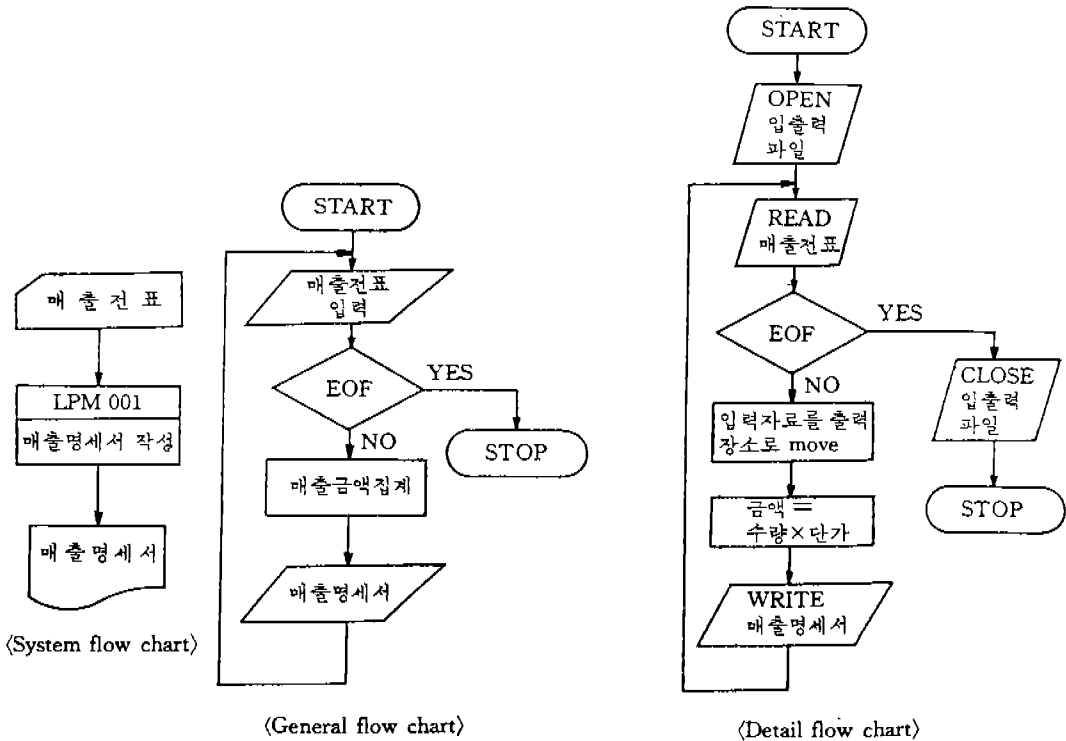 매 출 전 표
LPM 001
매출명세서 작성
매출명세서
〈System flow chart〉
START
매출전표
입력
EOF
YES
NO
STOP
매출금액집계
매출명세서
〈General flow chart〉
START
OPEN
입출력
파일
READ
매출전표
EOF
YES
NO
CLOSE
입출력
파일
STOP
입력자료를 출력
장소로 move
금액 =
수량×단가
WRITE
매출명세서
〈Detail flow chart〉